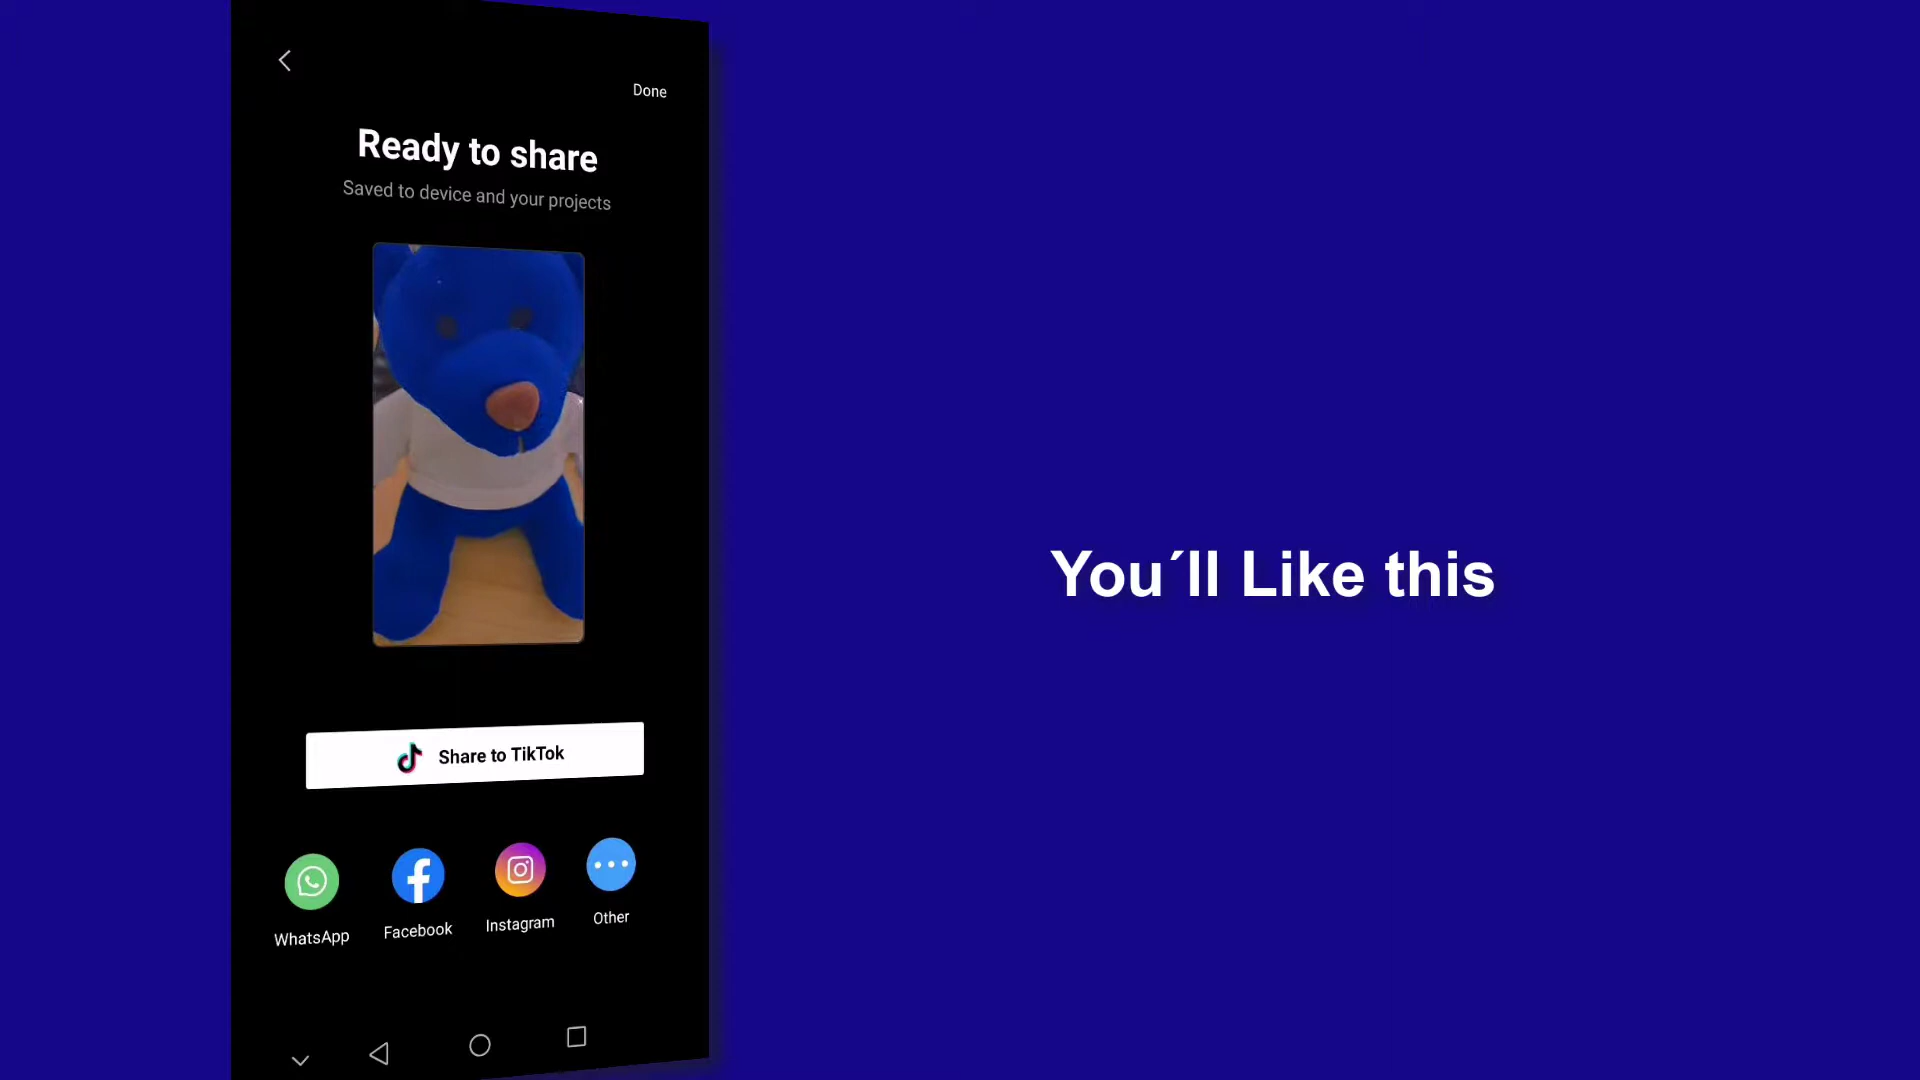 Done
Ready to share
Saved to device and your projects
Share to TikTok
WhatsApp
Facebook
Instagram
Other
You´ll Like this